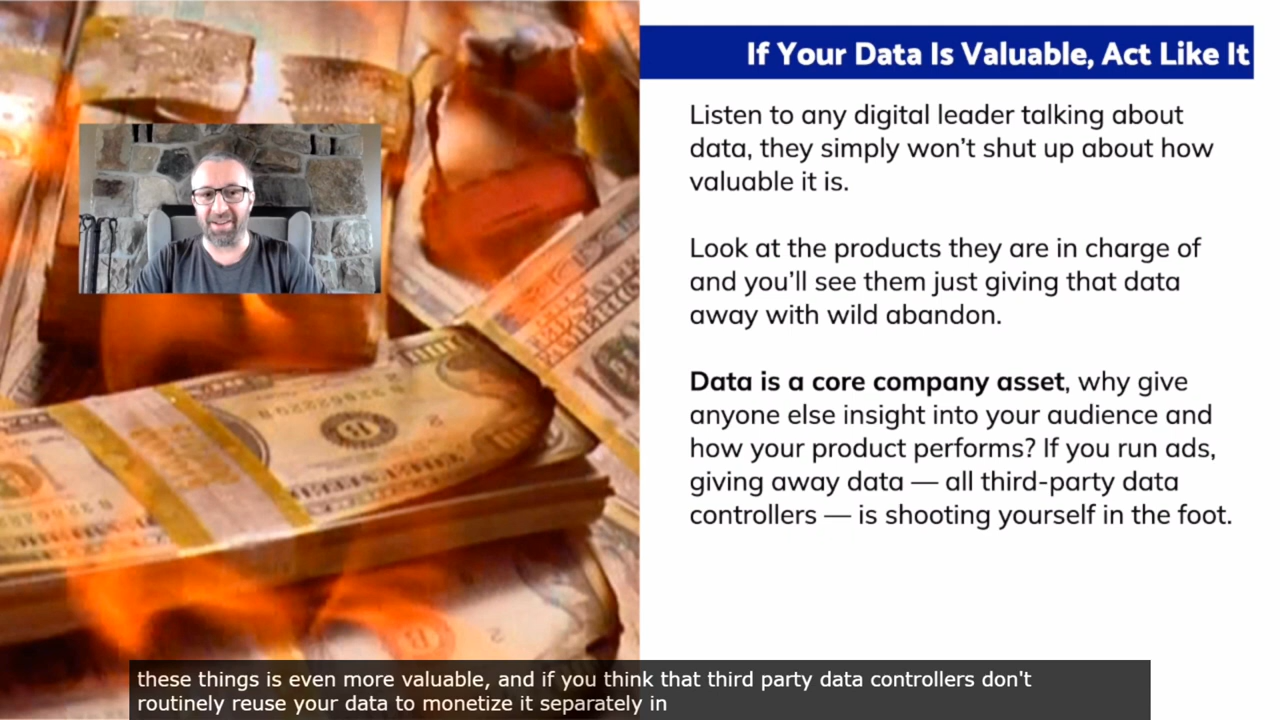 If Your Data Is Valuable, Act Like It
Listen to any digital leader talking about
data, they simply won't shut up about how
valuable it is.
Look at the products they are in charge of
and you'll see them just giving that data
away with wild abandon.
Data is a core company asset, why give
anyone else insight into your audience and
how your product performs? If you run ads,
giving away data — all third-party data
controllers — is shooting yourself in the foot.
these things is even more valuable, and if you think that third party data controllers don't
routinely reuse your data to monetize it separately in